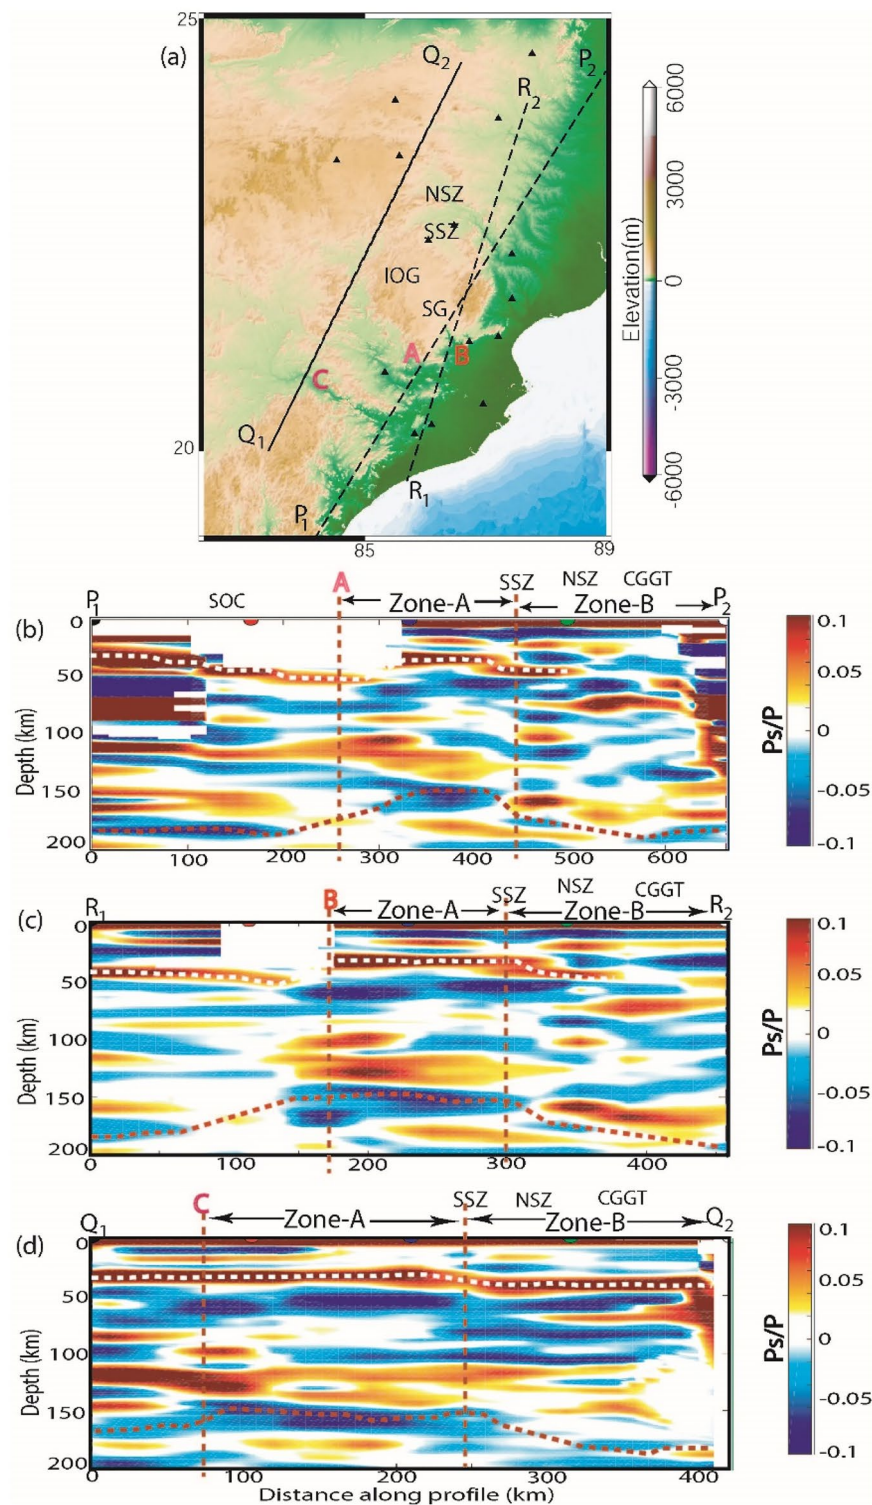 25
(a)
Q2
P2
R2
6000
3000
NSZ
SSZ
IOG
0
Elevation(m)
SG
A
B
C
-3000
Q1
20
R1
-6000
P1
85
89
A
SSZ
NSZ
CGGT
P1
SOC
Zone-A
Zone-B
P2
(b)
0
0.1
50
0.05
100
0
Ps/P
Depth (km)
150
-0.05
200
-0.1
0
100
200
300
400
500
600
B
SSZ
NSZ
CGGT
R1
Zone-A
Zone-B
R2
(c)
0
0.1
50
0.05
100
0
Ps/P
Depth (km)
150
-0.05
200
-0.1
0
100
200
300
400
C
SSZ
NSZ
CGGT
Q1
Zone-A
Zone-B
Q2
(d)
0
0.1
50
0.05
100
0
Ps/P
Depth (km)
150
-0.05
200
-0.1
0
100
200
300
400
Distance along profile (km)